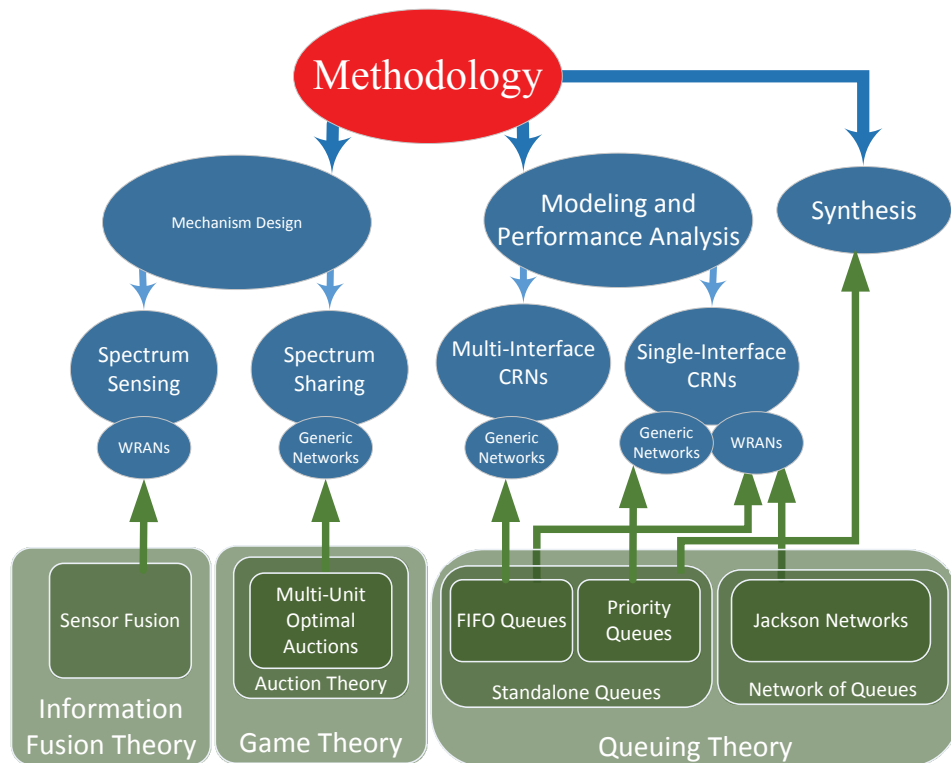 Methodology
Mechanism Design
Modeling and
Performance Analysis
Synthesis
Spectrum
Sensing
Spectrum
Sharing
Multi-Interface
CRNs
Single-Interface
CRNs
WRANs
Generic
Networks
Generic
Networks
Generic
Networks
WRANs
Sensor Fusion
Multi-Unit
Optimal
Auctions
Auction Theory
FIFO Queues
Priority
Queues
Standalone Queues
Jackson Networks
Network of Queues
Information
Fusion Theory
Game Theory
Queuing Theory